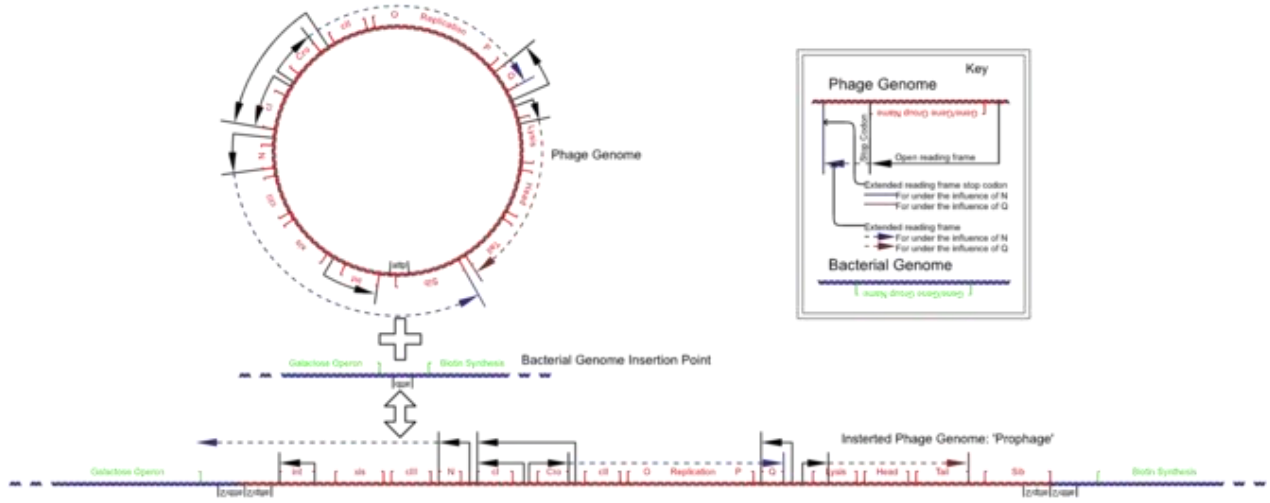 O
Replication
P
Q
cII
Cro
cI
N
cIII
xis
int
attp
Sib
Tail
Head
Lysis
Phage Genome
Key
Phage Genome
Gene/Gene Group Name
Stop Codon
Open reading frame
Extended reading frame stop codon
For under the influence of N
For under the influence of Q
Extended reading frame
For under the influence of N
For under the influence of Q
Bacterial Genome
Gene/Gene Group Name
Galactose Operon
Biotin Synthesis
Bacterial Genome Insertion Point
Insterted Phage Genome: 'Prophage'
Galactose Operon
int
xis
cIII
N
cI
Cro
cII
O
Replication
P
Q
Lysis
Head
Tail
Sib
Biotin Synthesis